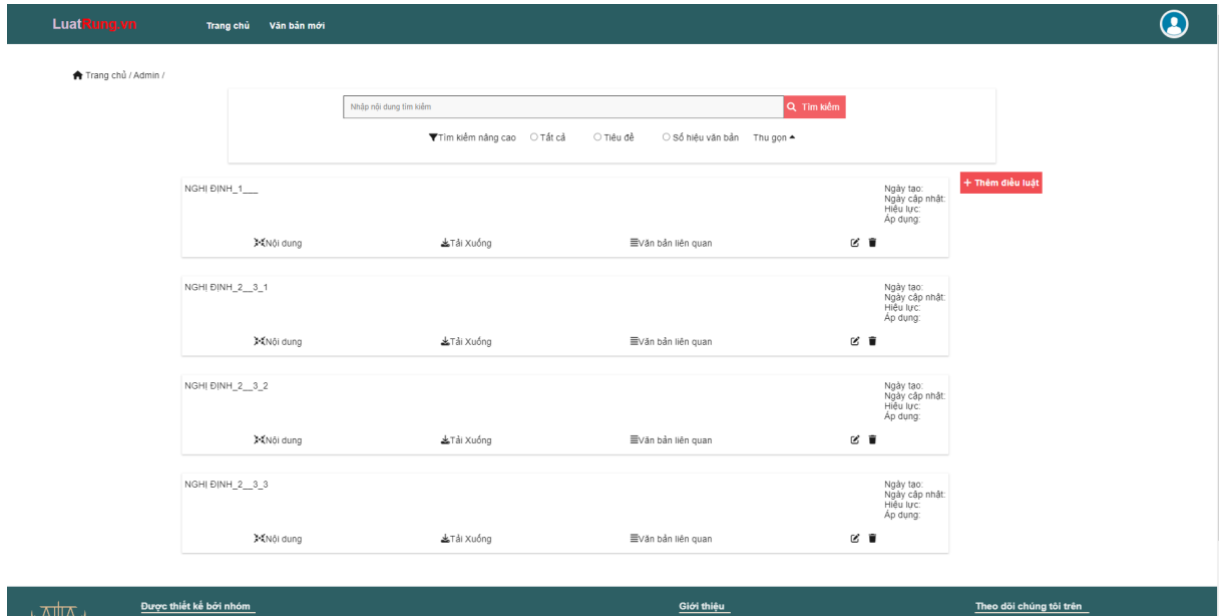 LuatRung.vn
Trang chủ
Văn bản mới
Trang chủ / Admin /
Nhập nội dung tìm kiếm
Tìm kiếm
Tìm kiếm nâng cao
Tất cả
Tiêu đề
Số hiệu văn bản
Thu gọn
NGHỊ ĐỊNH_1___
Ngày tạo:
Ngày cập nhật:
Hiệu lực:
Áp dụng:
+ Thêm điều luật
Nội dung
Tải Xuống
Văn bản liên quan
NGHỊ ĐỊNH_2__3_1
Ngày tạo:
Ngày cập nhật:
Hiệu lực:
Áp dụng:
Nội dung
Tải Xuống
Văn bản liên quan
NGHỊ ĐỊNH_2__3_2
Ngày tạo:
Ngày cập nhật:
Hiệu lực:
Áp dụng:
Nội dung
Tải Xuống
Văn bản liên quan
NGHỊ ĐỊNH_2__3_3
Ngày tạo:
Ngày cập nhật:
Hiệu lực:
Áp dụng:
Nội dung
Tải Xuống
Văn bản liên quan
Được thiết kế bởi nhóm
Giới thiệu
Theo dõi chúng tôi trên